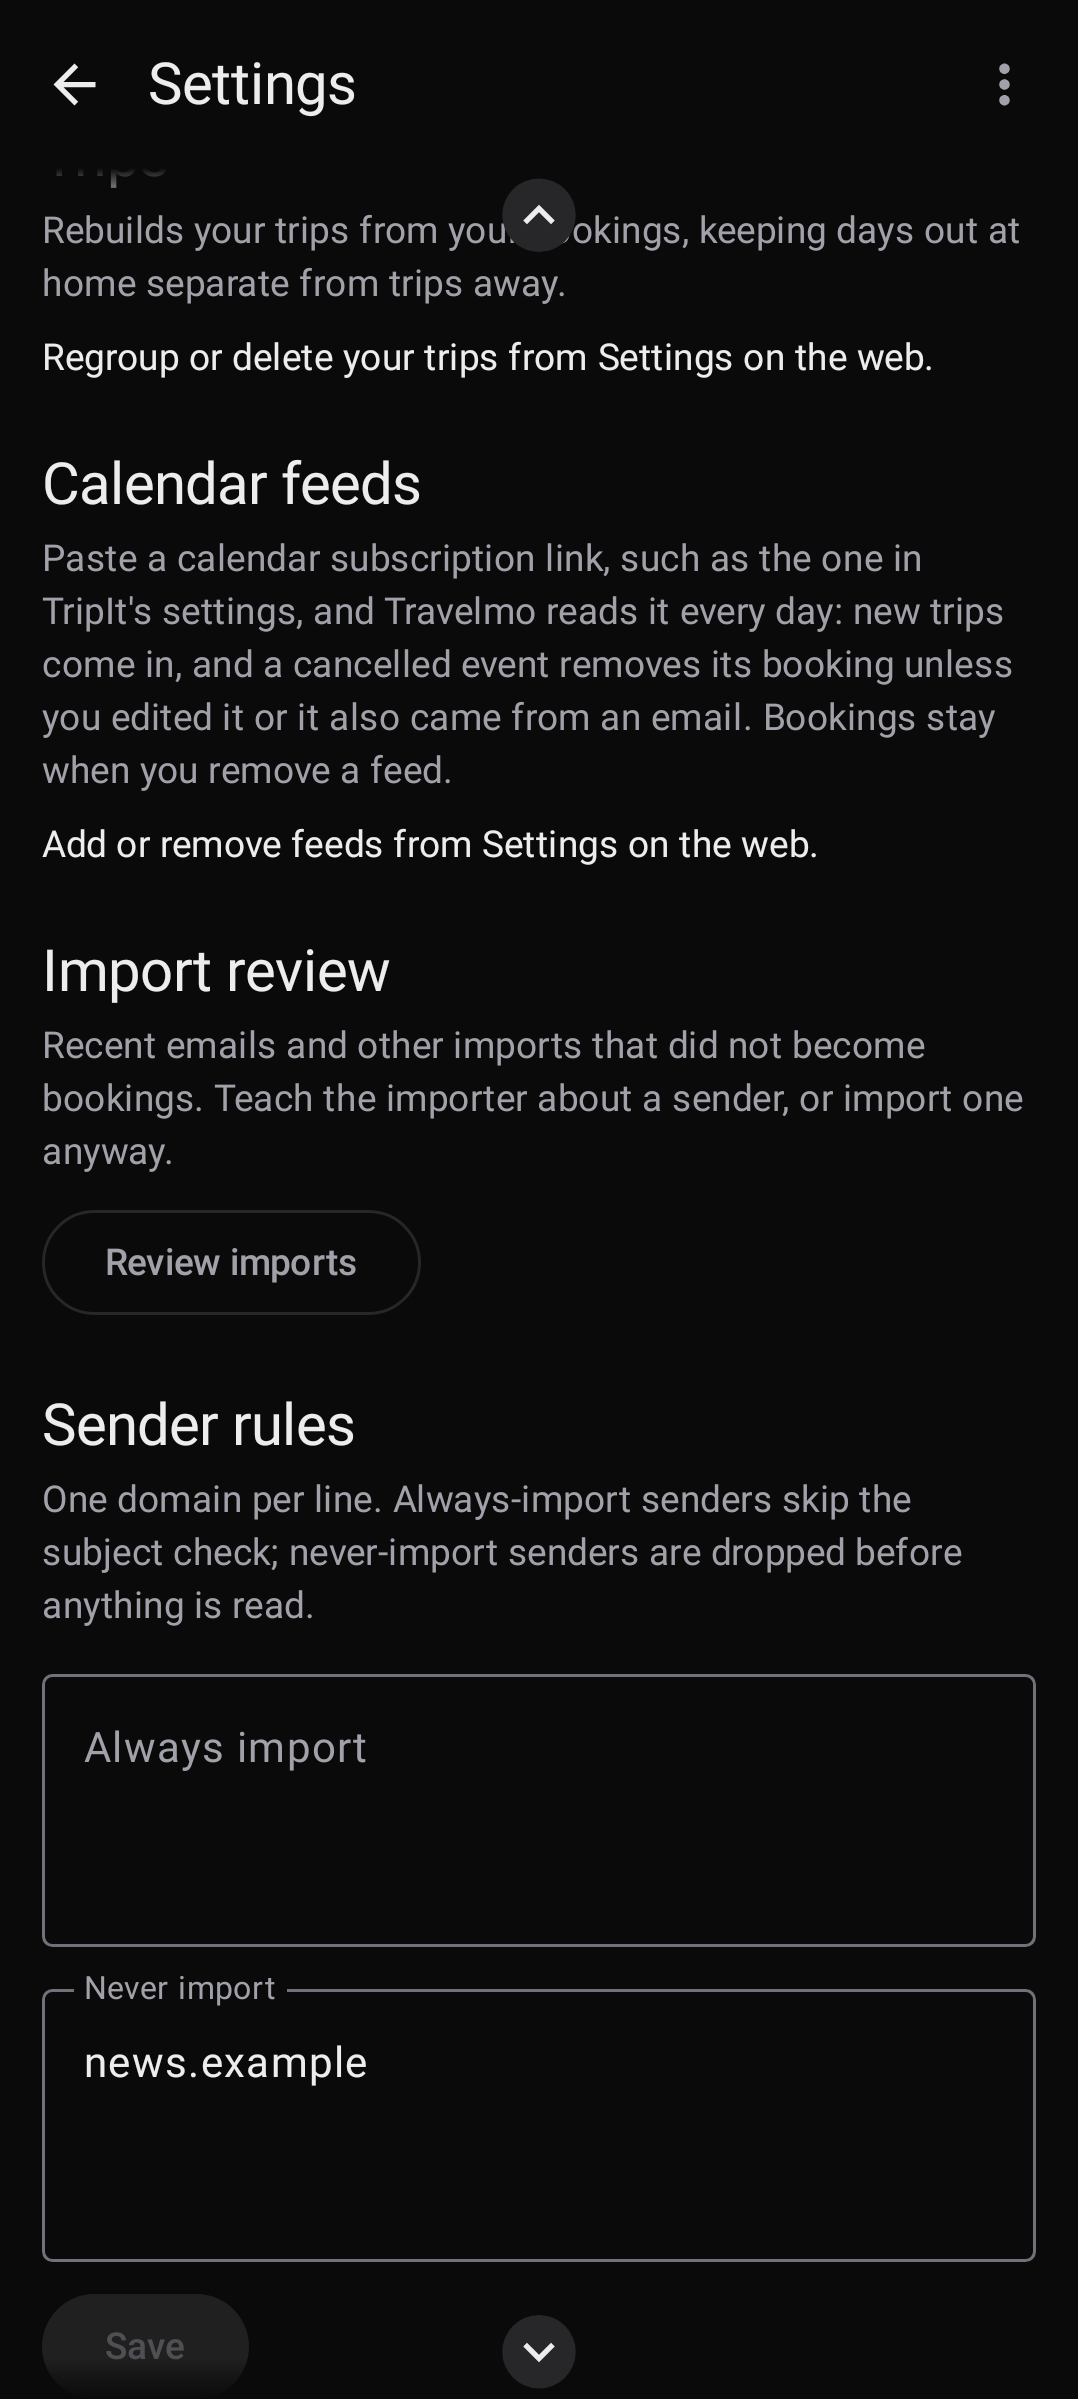 Settings
Rebuilds your trips from bookings, keeping days out at
home separate from trips away.
Regroup or delete your trips from Settings on the web.
Calendar feeds
Paste a calendar subscription link, such as the one in
TripIt's settings, and Travelmo reads it every day: new trips
come in, and a cancelled event removes its booking unless
you edited it or it also came from an email. Bookings stay
when you remove a feed.
Add or remove feeds from Settings on the web.
Import review
Recent emails and other imports that did not become
bookings. Teach the importer about a sender, or import one
anyway.
Review imports
Sender rules
One domain per line. Always-import senders skip the
subject check; never-import senders are dropped before
anything is read.
Always import
Never import
news.example
Save